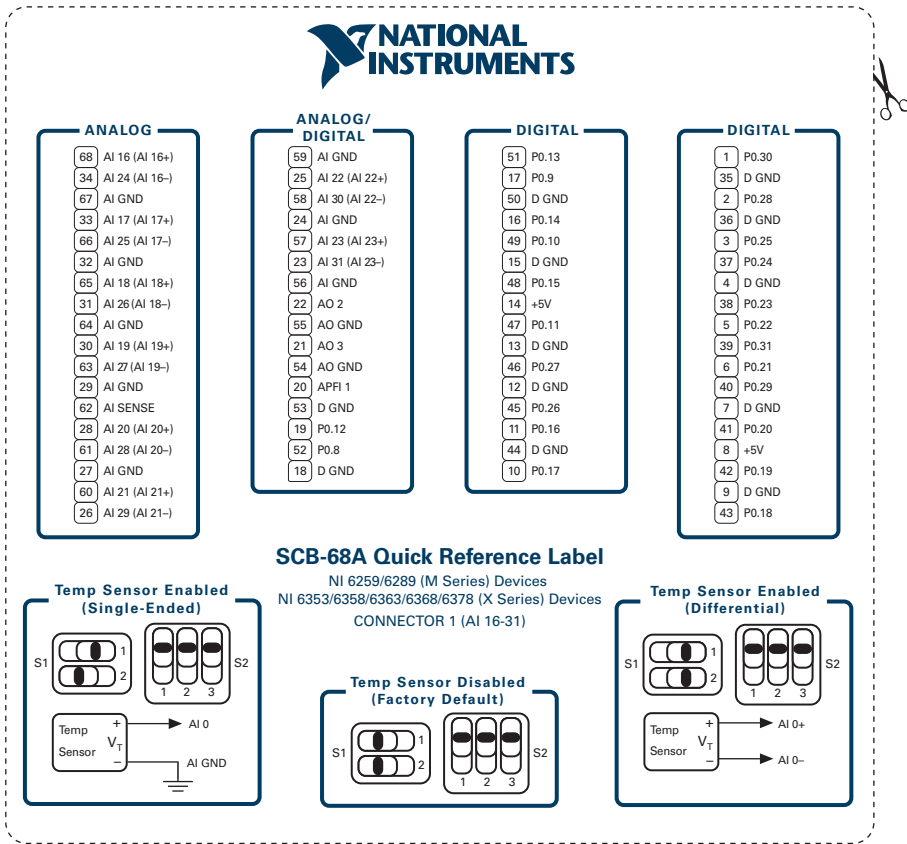 NATIONAL
INSTRUMENTS
ANALOG
68 AI 16 (AI 16+)
34 AI 24 (AI 16–)
67 AI GND
33 AI 17 (AI 17+)
66 AI 25 (AI 17–)
32 AI GND
65 AI 18 (AI 18+)
31 AI 26 (AI 18–)
64 AI GND
30 AI 19 (AI 19+)
63 AI 27 (AI 19–)
29 AI GND
62 AI SENSE
28 AI 20 (AI 20+)
61 AI 28 (AI 20–)
27 AI GND
60 AI 21 (AI 21+)
26 AI 29 (AI 21–)
ANALOG/
DIGITAL
59 AI GND
25 AI 22 (AI 22+)
58 AI 30 (AI 22–)
24 AI GND
57 AI 23 (AI 23+)
23 AI 31 (AI 23–)
56 AI GND
22 AO 2
55 AO GND
21 AO 3
54 AO GND
20 APFI 1
53 D GND
19 P0.12
52 P0.8
18 D GND
DIGITAL
51 P0.13
17 P0.9
50 D GND
16 P0.14
49 P0.10
15 D GND
48 P0.15
14 +5V
47 P0.11
13 D GND
46 P0.27
12 D GND
45 P0.26
11 P0.16
44 D GND
10 P0.17
DIGITAL
1 P0.30
35 D GND
2 P0.28
36 D GND
3 P0.25
37 P0.24
4 D GND
38 P0.23
5 P0.22
39 P0.31
6 P0.21
40 P0.29
7 D GND
41 P0.20
8 +5V
42 P0.19
9 D GND
43 P0.18
SCB-68A Quick Reference Label
NI 6259/6289 (M Series) Devices
NI 6353/6358/6363/6368/6378 (X Series) Devices
CONNECTOR 1 (AI 16-31)
Temp Sensor Enabled
(Single-Ended)
S1 1 2
S2 1 2 3
Temp
Sensor
+
VT
–
AI 0
AI GND
Temp Sensor Disabled
(Factory Default)
S1 1 2
S2 1 2 3
Temp Sensor Enabled
(Differential)
S1 1 2
S2 1 2 3
Temp
Sensor
+
VT
–
AI 0+
AI 0–